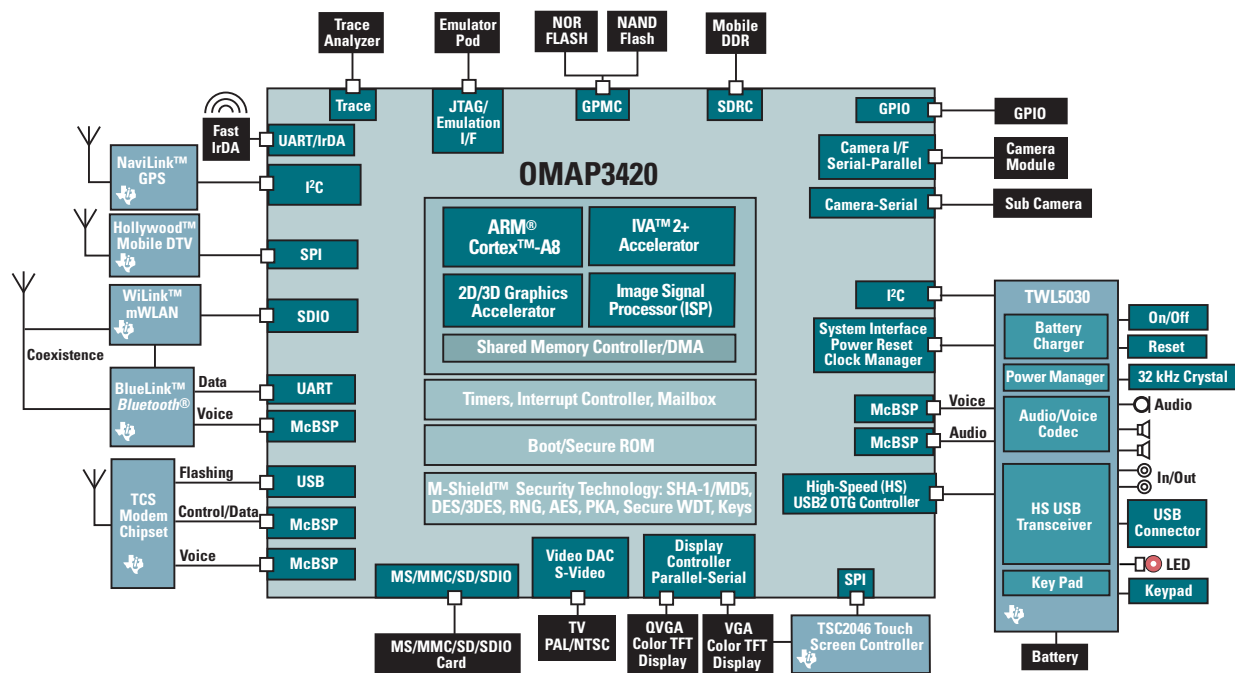 Trace
Analyzer
Emulator
Pod
NOR
FLASH
NAND
Flash
Mobile
DDR
Trace
JTAG/
Emulation
I/F
GPMC
SDRC
GPIO
GPIO
Fast
IrDA
UART/IrDA
Camera I/F
Serial-Parallel
Camera
Module
NaviLink™
GPS
I²C
OMAP3420
Camera-Serial
Sub Camera
Hollywood™
Mobile DTV
SPI
ARM®
Cortex™-A8
IVA™ 2+
Accelerator
2D/3D Graphics
Accelerator
Image Signal
Processor (ISP)
Shared Memory Controller/DMA
WiLink™
mWLAN
SDIO
Coexistence
BlueLink™
Bluetooth®
Data
Voice
UART
McBSP
Timers, Interrupt Controller, Mailbox
Boot/Secure ROM
M-Shield™ Security Technology: SHA-1/MD5,
DES/3DES, RNG, AES, PKA, Secure WDT, Keys
TCS
Modem
Chipset
Flashing
Control/Data
Voice
USB
McBSP
McBSP
I²C
System Interface
Power Reset
Clock Manager
McBSP
McBSP
Voice
Audio
High-Speed (HS)
USB2 OTG Controller
TWL5030
Battery
Charger
Power Manager
Audio/Voice
Codec
HS USB
Transceiver
Key Pad
On/Off
Reset
32 kHz Crystal
Audio
In/Out
USB
Connector
LED
Keypad
Battery
MS/MMC/SD/SDIO
Video DAC
S-Video
Display
Controller
Parallel-Serial
SPI
MS/MMC/SD/SDIO
Card
TV
PAL/NTSC
QVGA
Color TFT
Display
VGA
Color TFT
Display
TSC2046 Touch
Screen Controller